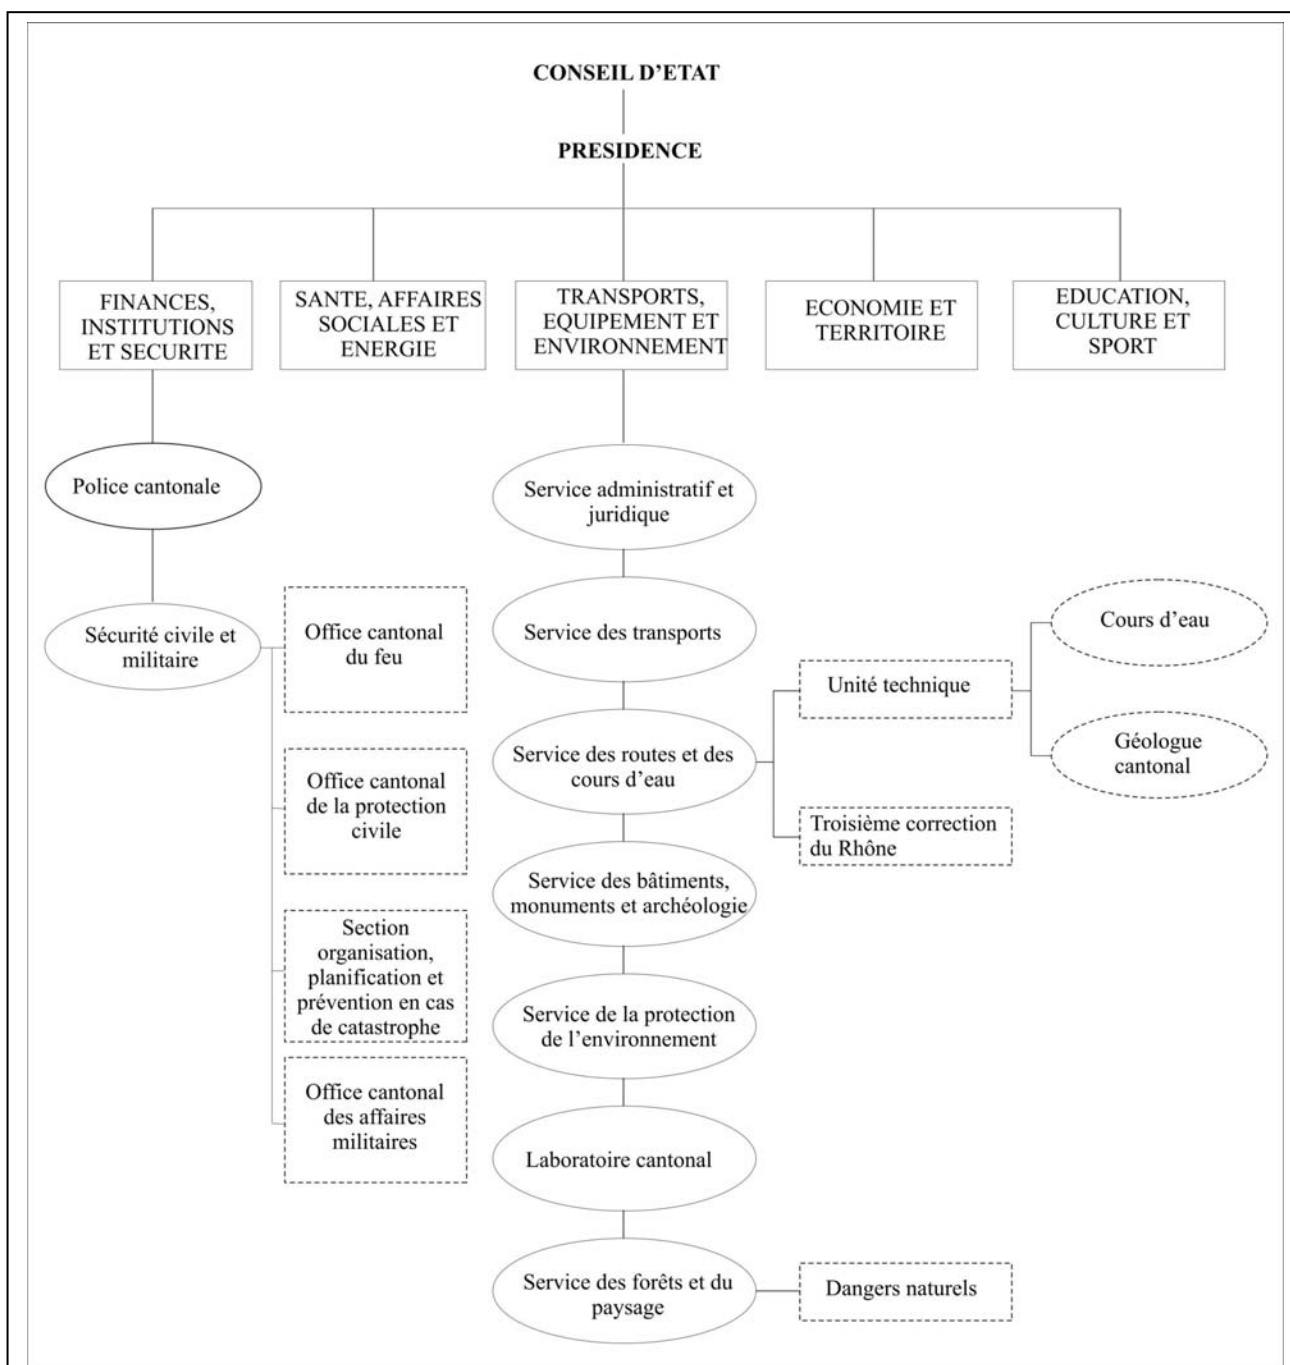 CONSEIL D'ETAT
PRESIDENCE
FINANCES,
INSTITUTIONS
ET SECURITE
SANTE, AFFAIRES
SOCIALES ET
ENERGIE
TRANSPORTS,
EQUIPEMENT ET
ENVIRONNEMENT
ECONOMIE ET
TERRITOIRE
EDUCATION,
CULTURE ET
SPORT
Police cantonale
Sécurité civile et
militaire
Office cantonal
du feu
Office cantonal
de la protection
civile
Section
organisation,
planification et
prévention en cas
de catastrophe
Office cantonal
des affaires
militaires
Service administratif et
juridique
Service des transports
Service des routes et des
cours d'eau
Service des bâtiments,
monuments et archéologie
Service de la protection
de l'environnement
Laboratoire cantonal
Service des forêts et du
paysage
Unité technique
Troisième correction
du Rhône
Cours d'eau
Géologue
cantonal
Dangers naturels